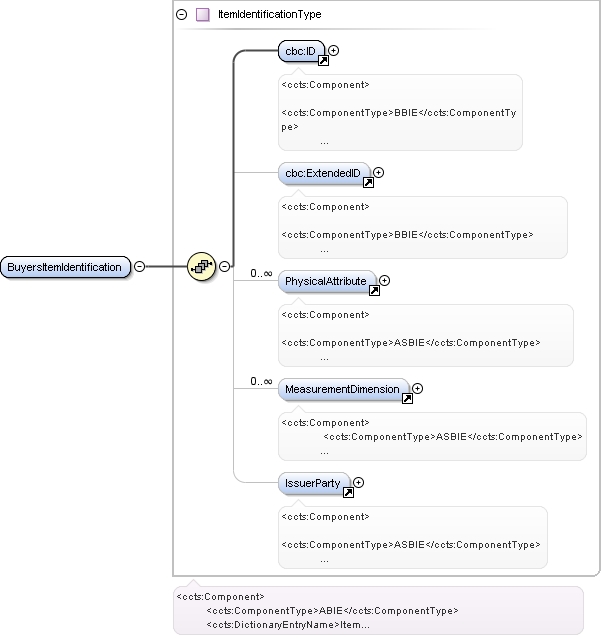 ItemIdentificationType
cbc:ID
<ccts:Component>
<ccts:ComponentType>BBIE</ccts:ComponentTy
pe>
...
cbc:ExtendedID
<ccts:Component>
<ccts:ComponentType>BBIE</ccts:ComponentType>
...
BuyersItemIdentification
0..∞
PhysicalAttribute
<ccts:Component>
<ccts:ComponentType>ASBIE</ccts:ComponentType>
...
0..∞
MeasurementDimension
<ccts:Component>
<ccts:ComponentType>ASBIE</ccts:ComponentType>
...
IssuerParty
<ccts:Component>
<ccts:ComponentType>ASBIE</ccts:ComponentType>
...
<ccts:Component>
<ccts:ComponentType>ABIE</ccts:ComponentType>
<ccts:DictionaryEntryName>Item...